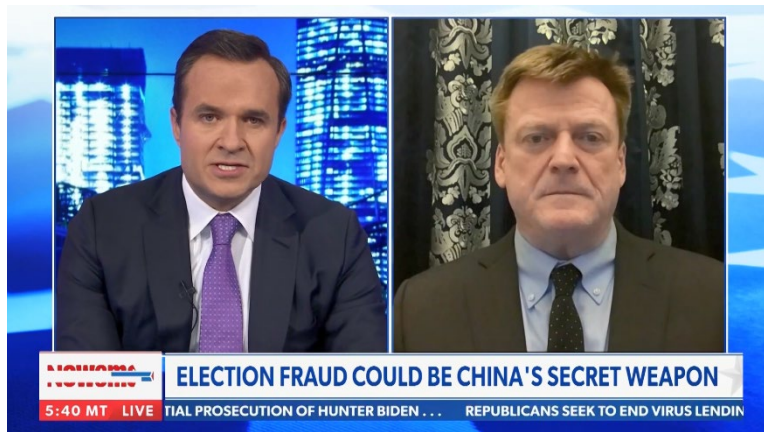 ELECTION FRAUD COULD BE CHINA'S SECRET WEAPON
5:40 MT LIVE TIAL PROSECUTION OF HUNTER BIDEN . . . REPUBLICANS SEEK TO END VIRUS LENDIN